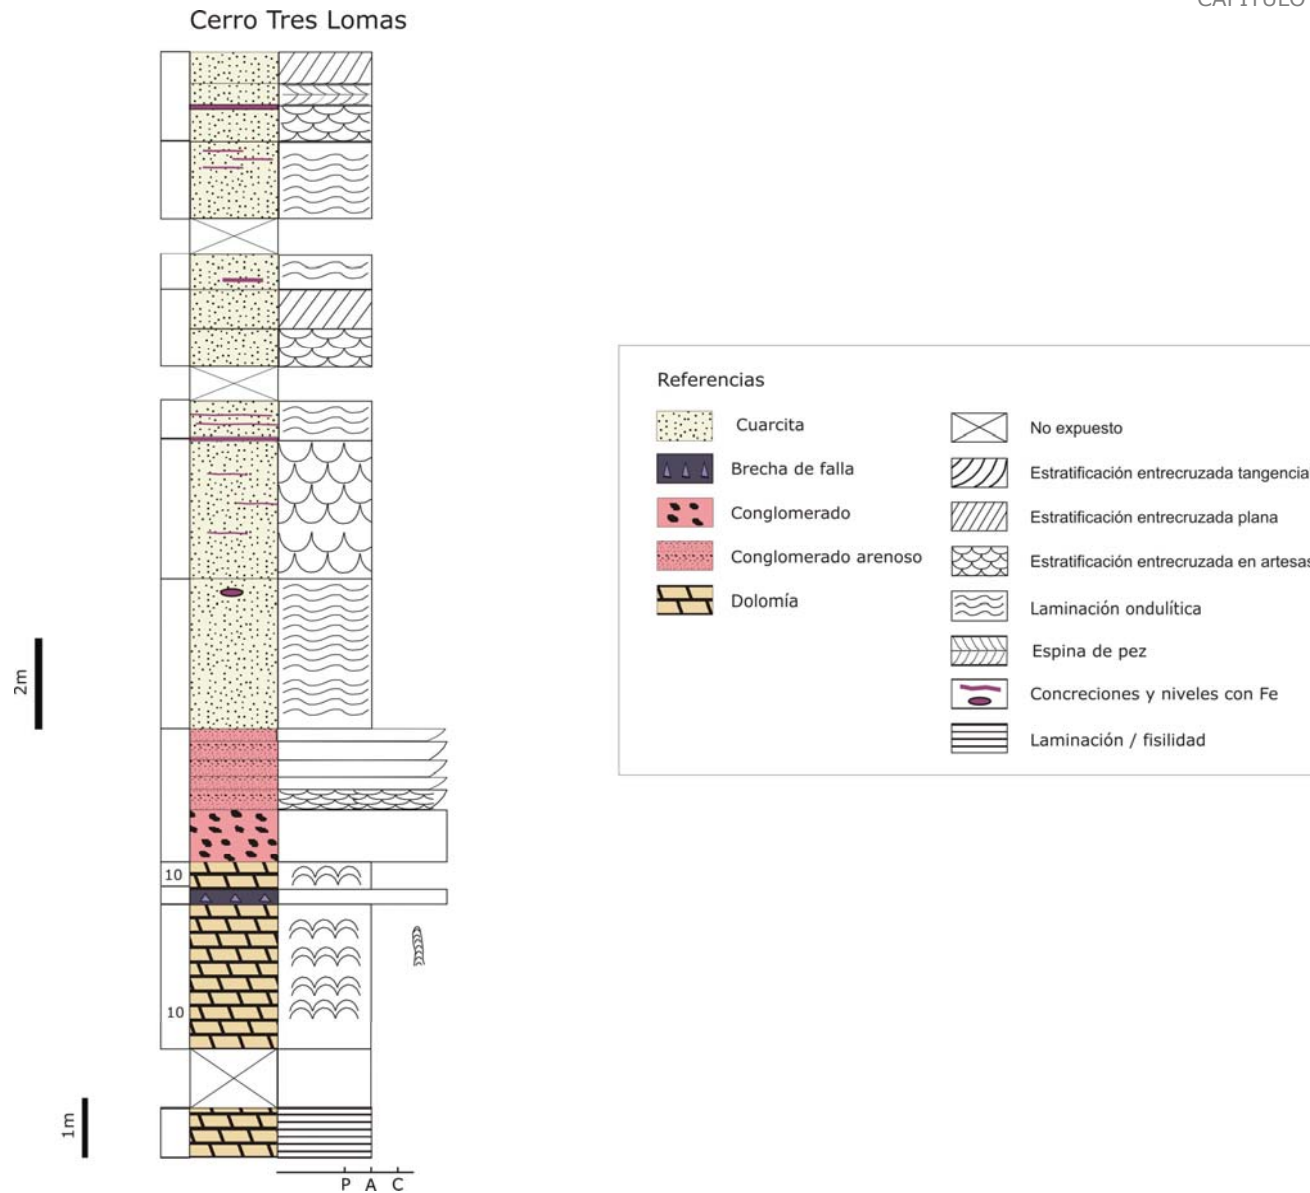 CAPITULO
Cerro Tres Lomas
2m
10
10
1m
P A C
Referencias
Cuarcita
Brecha de falla
Conglomerado
Conglomerado arenoso
Dolomía
No expuesto
Estratificación entrecruzada tangencia
Estratificación entrecruzada plana
Estratificación entrecruzada en artesas
Laminación ondulítica
Espina de pez
Concreciones y niveles con Fe
Laminación / fisilidad